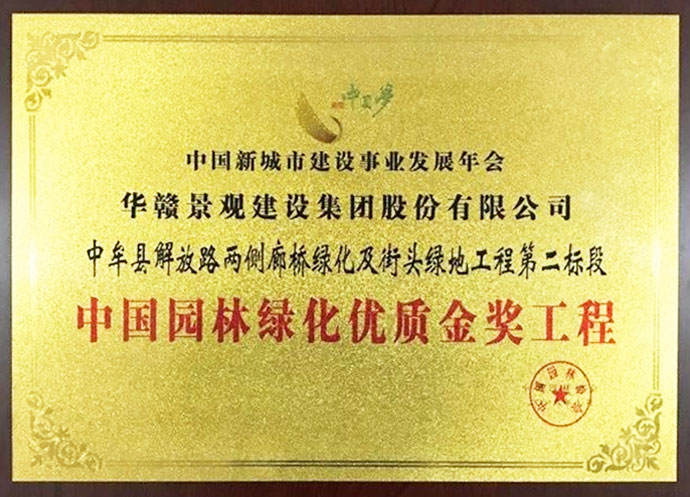 中国梦
中国新城市建设事业发展年会
华赣景观建设集团股份有限公司
中牟县解放路两侧廊桥绿化及街头绿地工程第二标段
中国园林绿化优质金奖工程